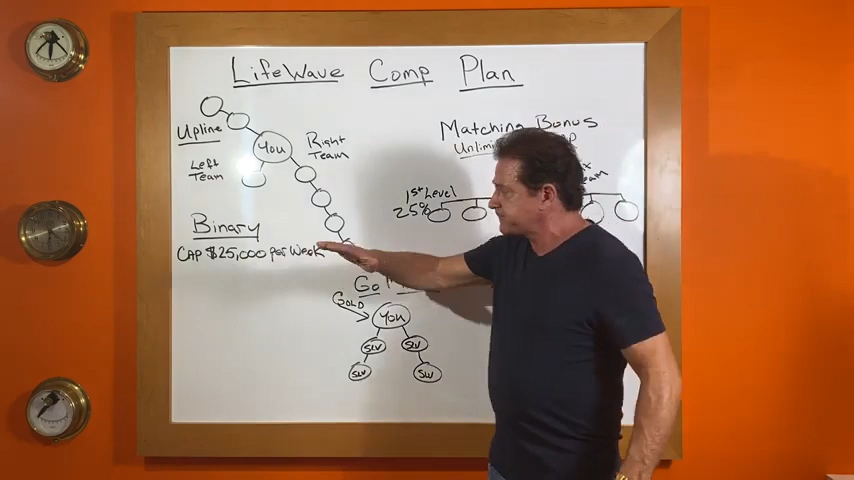 LifeWave Comp Plan
Upline
You
Right Team
Left Team
Binary
CAP $25,000 per Week
Matching Bonus
1st Level
25%
Go
GOLD
You
SLV SLV
SLV SLV